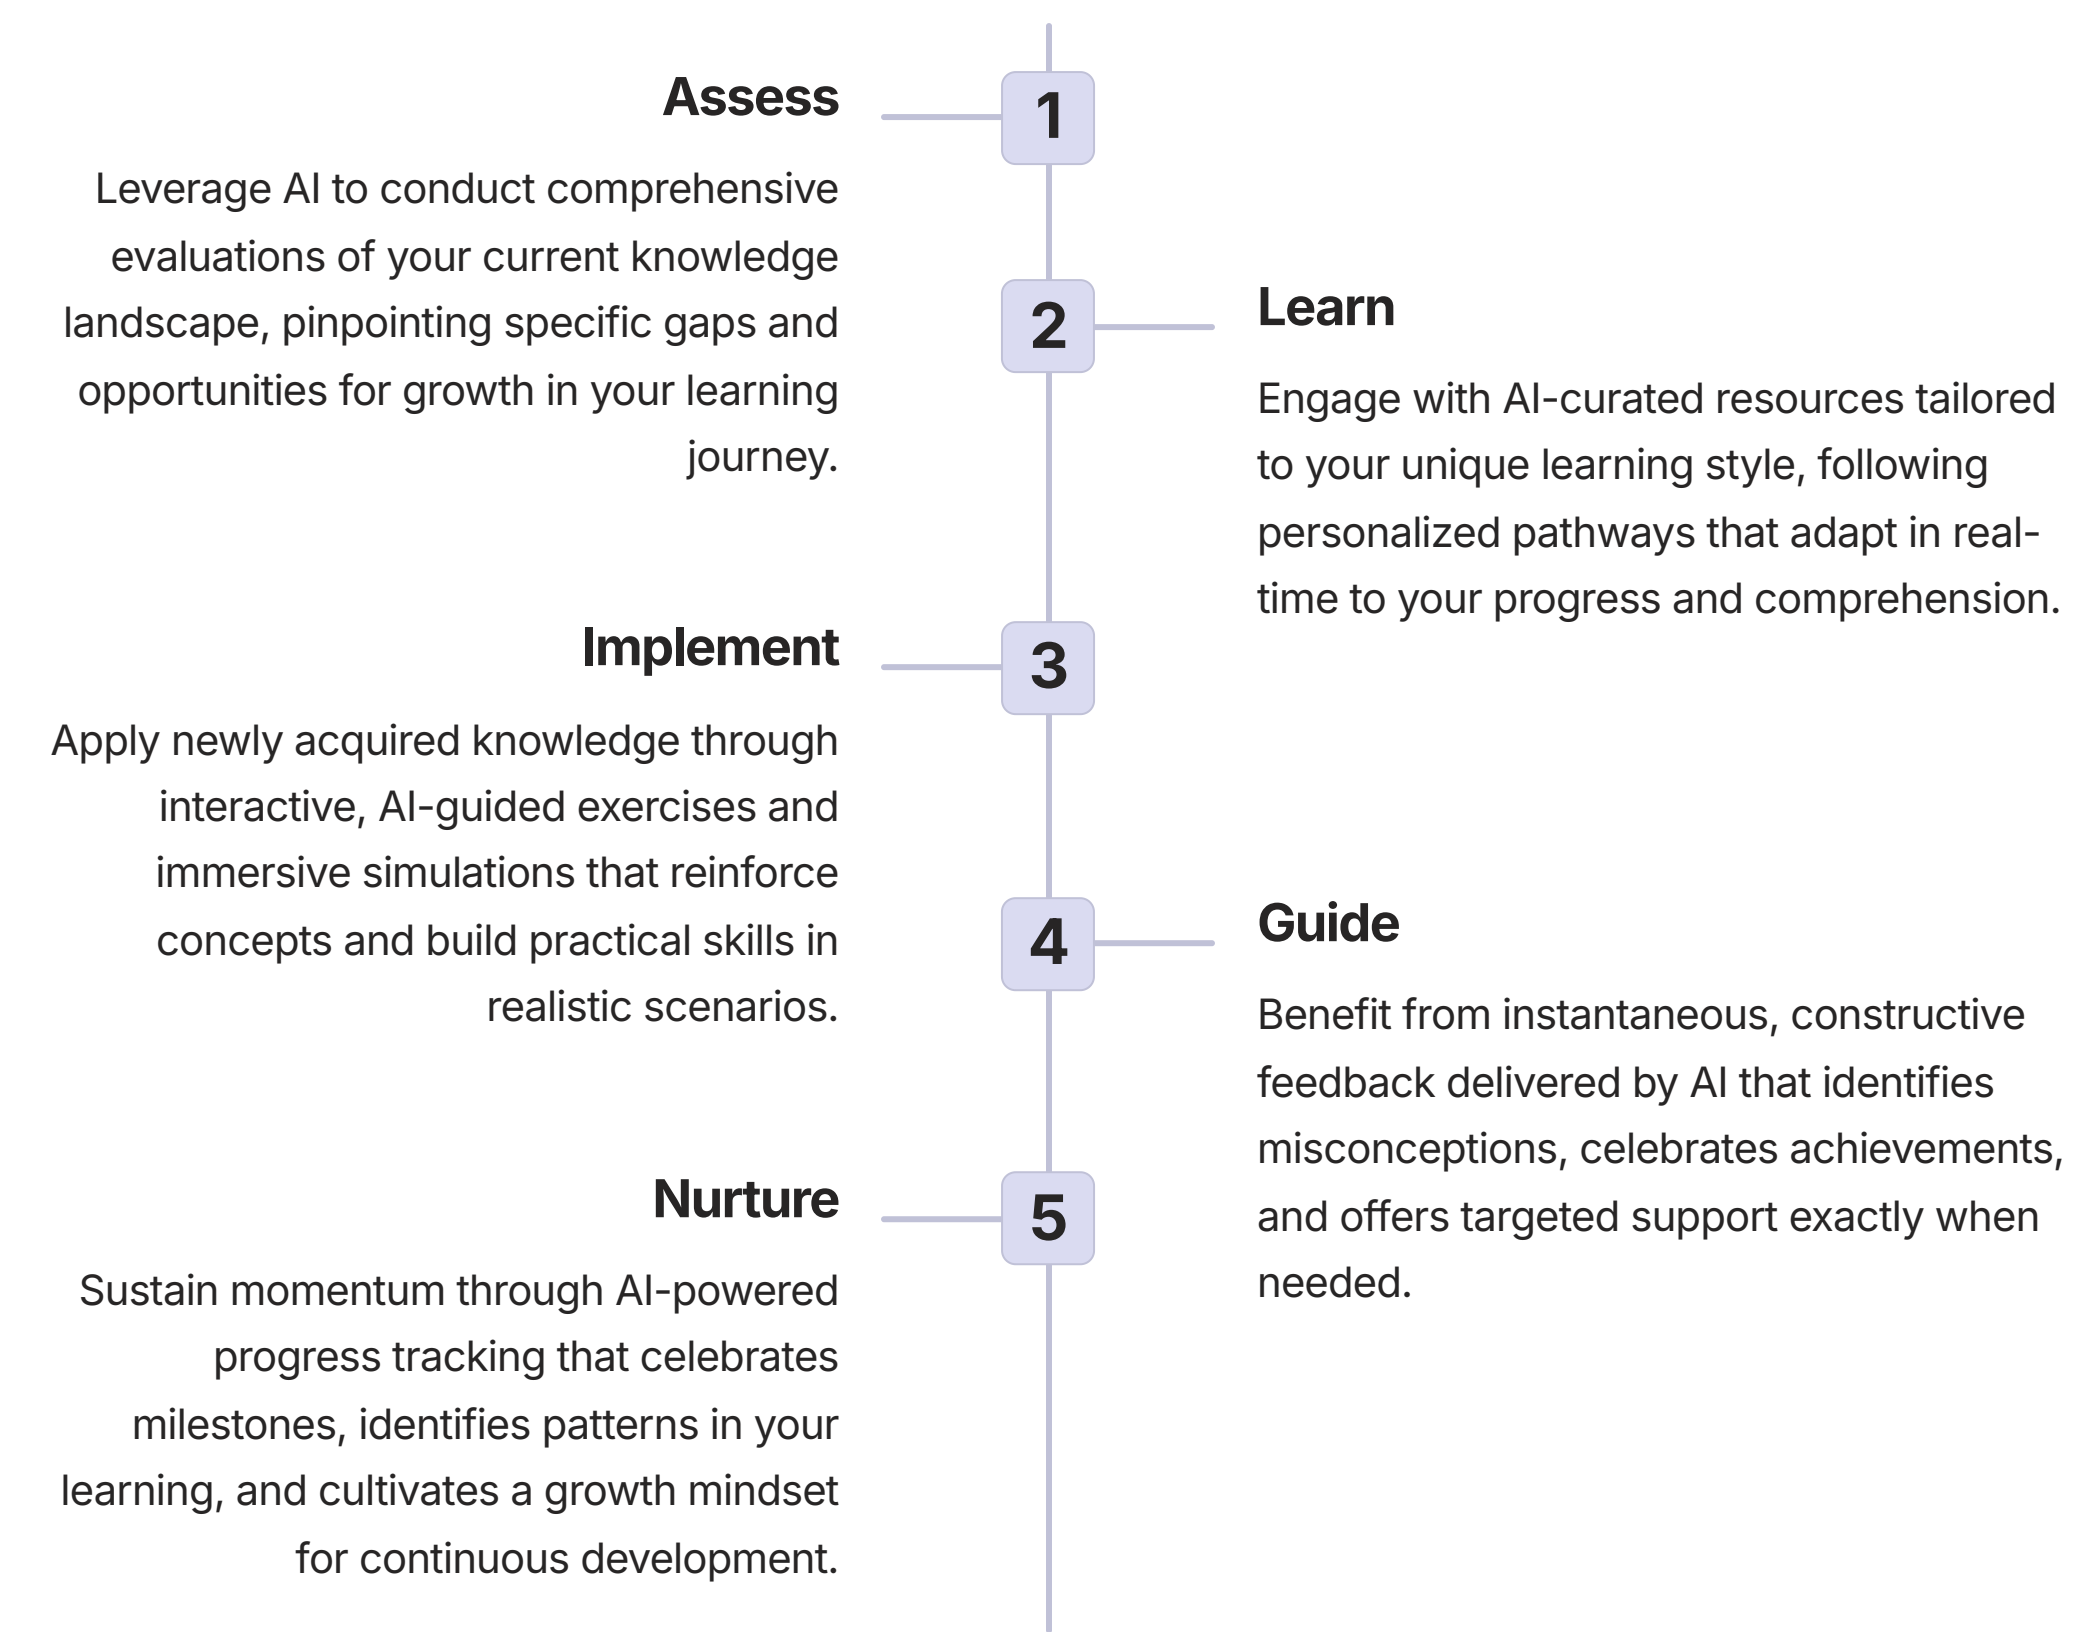 1
Assess
Leverage AI to conduct comprehensive
evaluations of your current knowledge
landscape, pinpointing specific gaps and
opportunities for growth in your learning
journey.
2
Learn
Engage with AI-curated resources tailored
to your unique learning style, following
personalized pathways that adapt in real-
time to your progress and comprehension.
3
Implement
Apply newly acquired knowledge through
interactive, AI-guided exercises and
immersive simulations that reinforce
concepts and build practical skills in
realistic scenarios.
4
Guide
Benefit from instantaneous, constructive
feedback delivered by AI that identifies
misconceptions, celebrates achievements,
and offers targeted support exactly when
needed.
5
Nurture
Sustain momentum through AI-powered
progress tracking that celebrates
milestones, identifies patterns in your
learning, and cultivates a growth mindset
for continuous development.